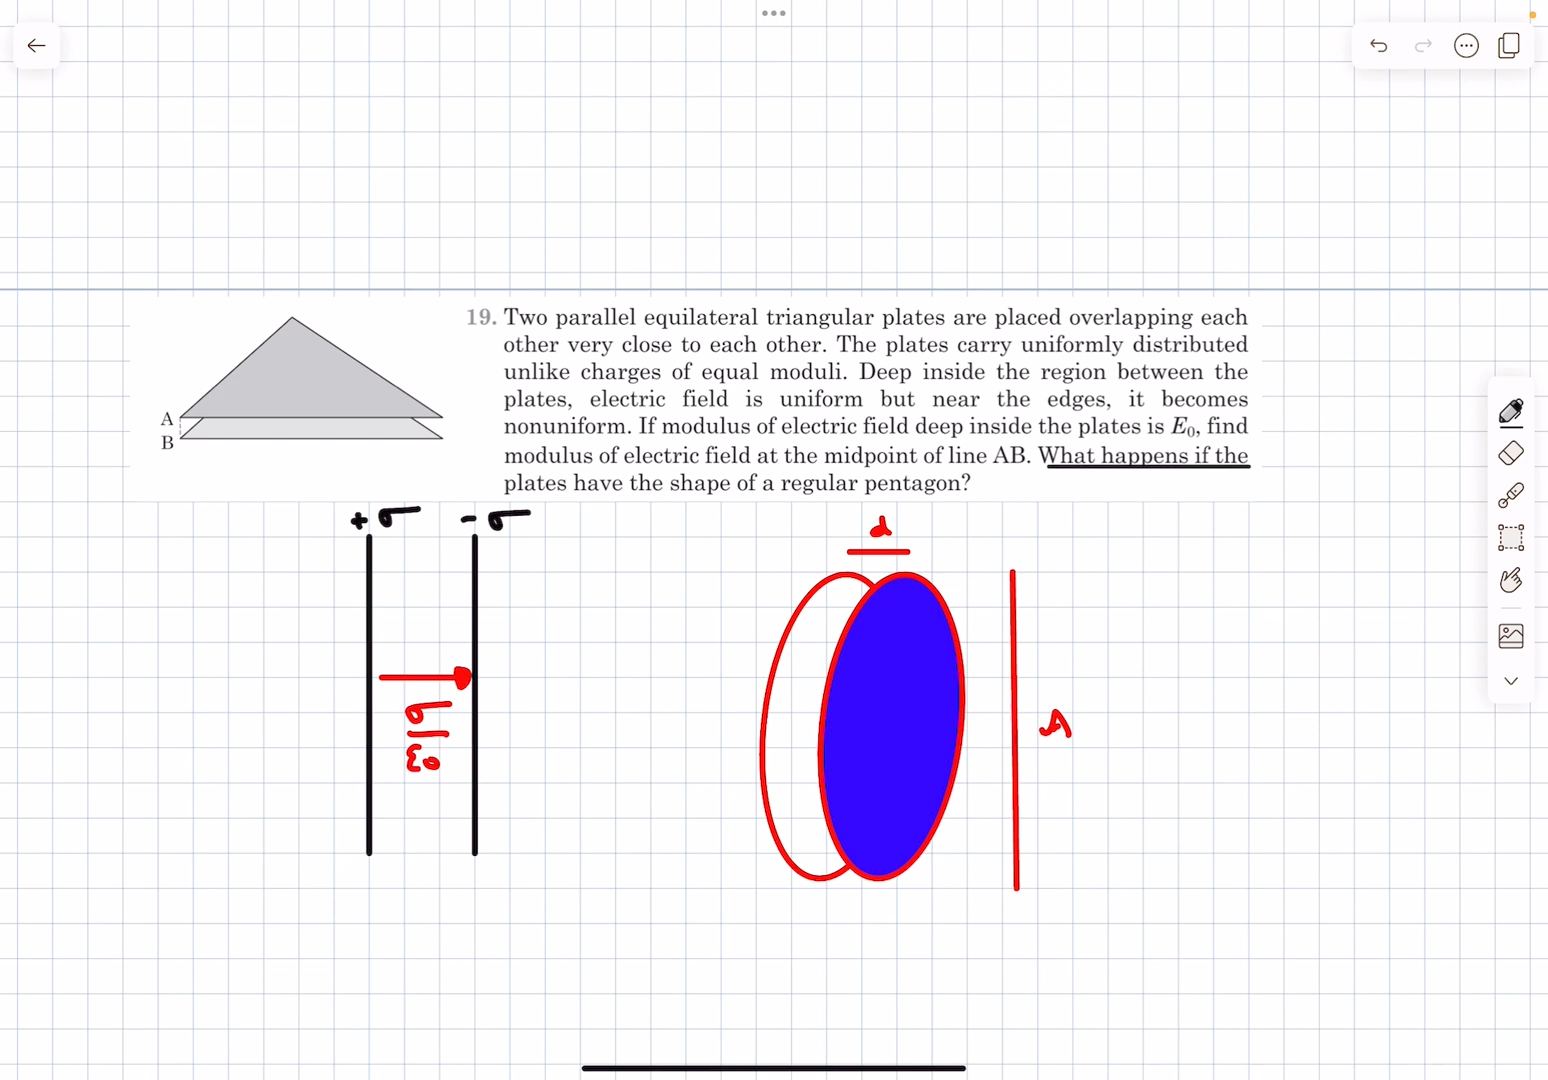 19. Two parallel equilateral triangular plates are placed overlapping each
other very close to each other. The plates carry uniformly distributed
unlike charges of equal moduli. Deep inside the region between the
plates, electric field is uniform but near the edges, it becomes
nonuniform. If modulus of electric field deep inside the plates is E₀, find
modulus of electric field at the midpoint of line AB. What happens if the
plates have the shape of a regular pentagon?
A
B
+σ
-σ
σ/ε₀
d